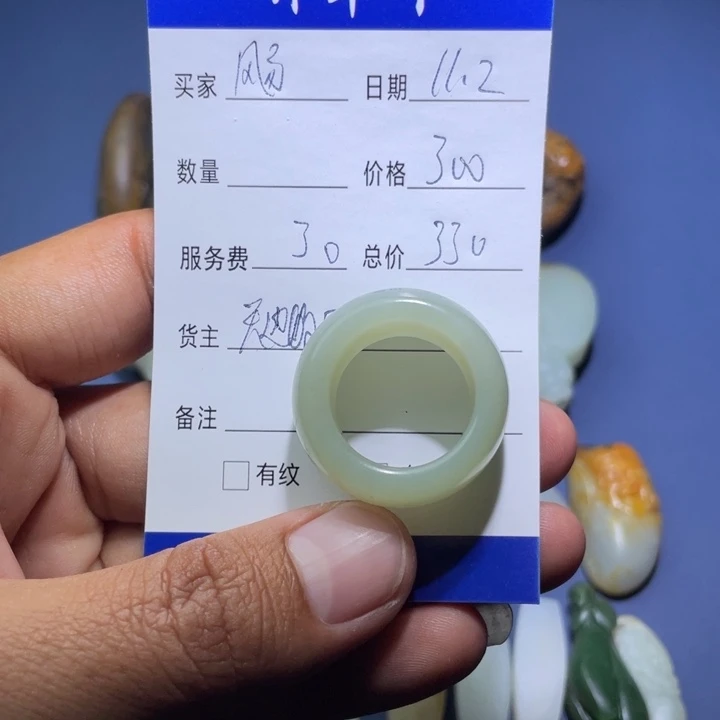 买家 日期 11.2
数量 价格 300
服务费 30 总价 330
货主
备注
有纹